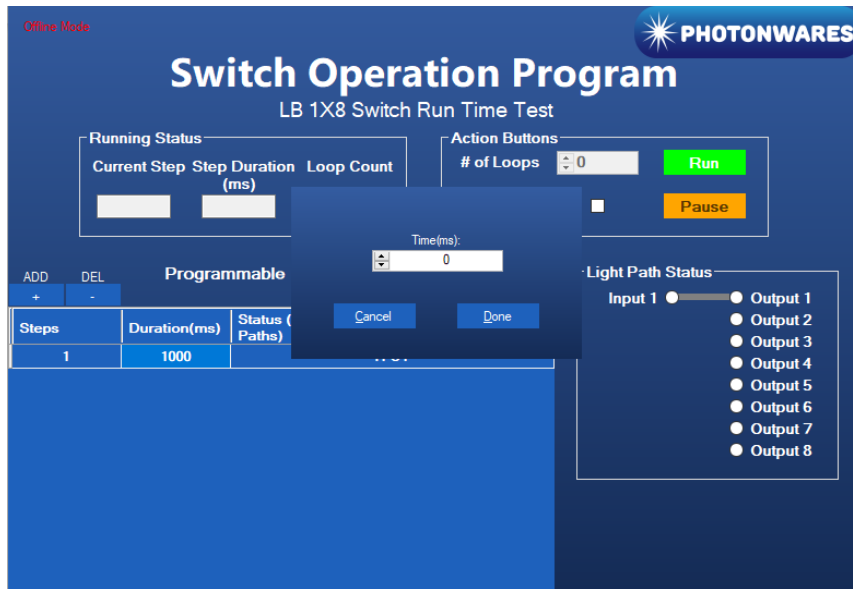 Offline Mode
PHOTONWARES
Switch Operation Program
LB 1X8 Switch Run Time Test
Running Status
Current Step Step Duration (ms) Loop Count
Action Buttons
# of Loops 0 Run
Pause
Time(ms):
0
Cancel Done
ADD DEL Programmable
+ -
Steps Duration(ms) Status (
Paths)
1 1000
Light Path Status
Input 1 Output 1
Output 2
Output 3
Output 4
Output 5
Output 6
Output 7
Output 8